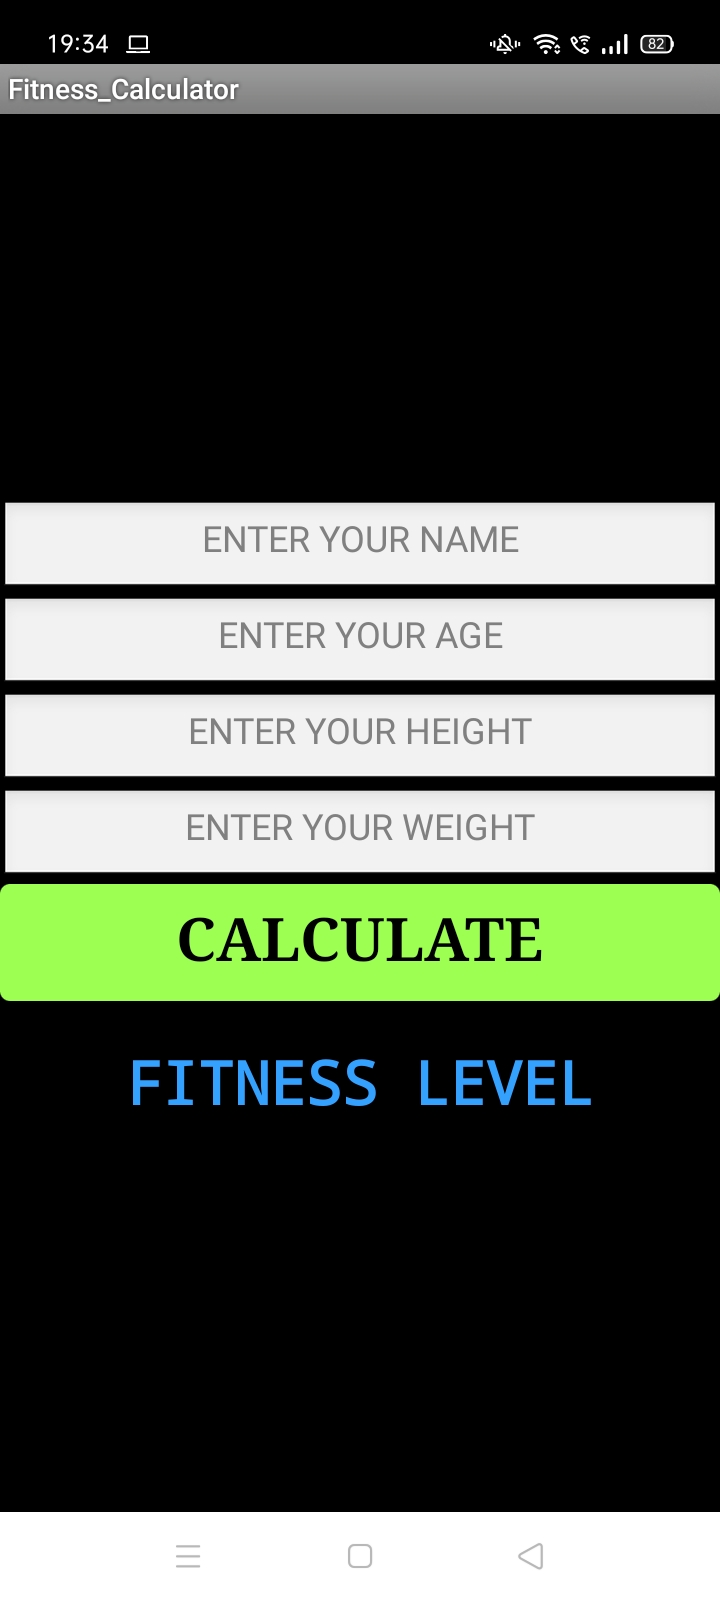 19:34
82
Fitness_Calculator
ENTER YOUR NAME
ENTER YOUR AGE
ENTER YOUR HEIGHT
ENTER YOUR WEIGHT
CALCULATE
FITNESS LEVEL